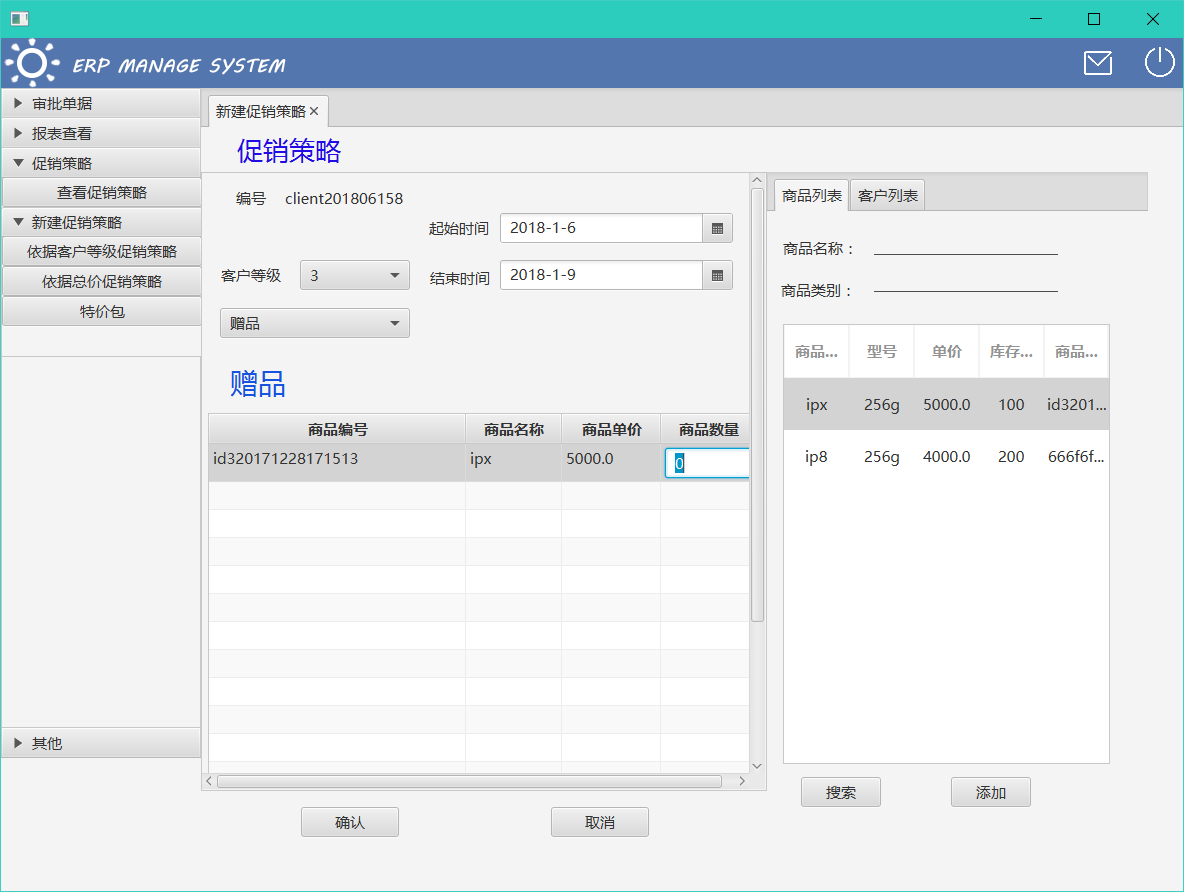 ERP MANAGE SYSTEM
审批单据
报表查看
促销策略
查看促销策略
新建促销策略
依据客户等级促销策略
依据总价促销策略
特价包
其他
新建促销策略
促销策略
编号 client201806158
起始时间 2018-1-6
客户等级 3 结束时间 2018-1-9
赠品
赠品
商品编号 商品名称 商品单价 商品数量
id320171228171513 ipx 5000.0 0
确认 取消
商品列表 客户列表
商品名称：
商品类别：
商品... 型号 单价 库存... 商品...
ipx 256g 5000.0 100 id3201...
ip8 256g 4000.0 200 666f6f...
搜索 添加